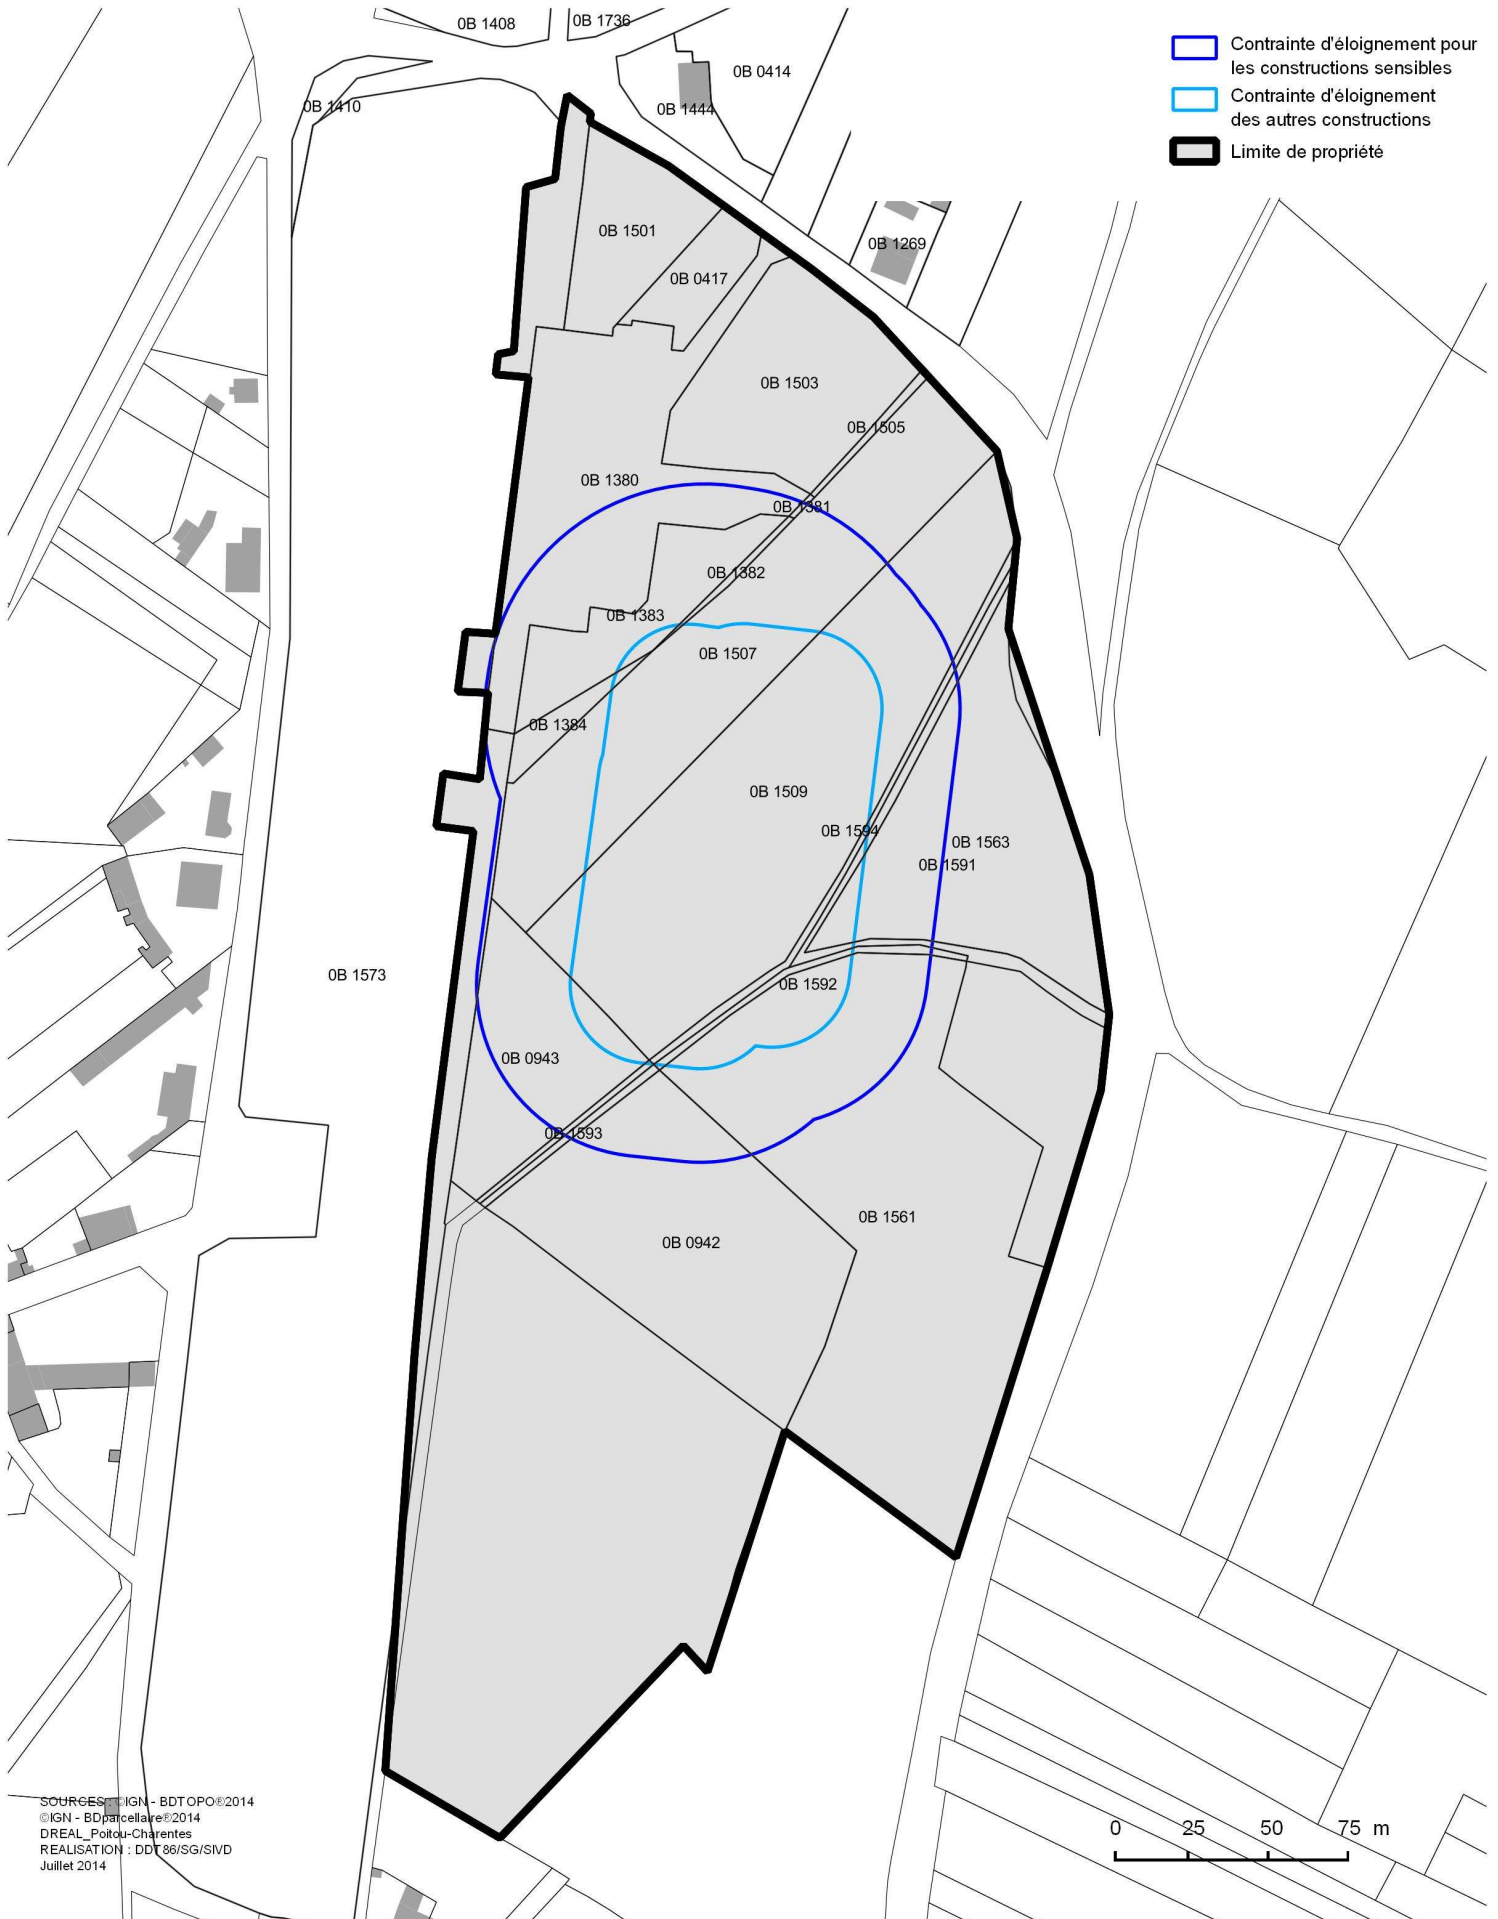 0B 1408
0B 1736
Contrainte d'éloignement pour
les constructions sensibles
0B 0414
Contrainte d'éloignement
des autres constructions
0B 1410
0B 1444
Limite de propriété
0B 1501
0B 1269
0B 0417
0B 1503
0B 1505
0B 1380
0B 1381
0B 1382
0B 1383
0B 1507
0B 1384
0B 1509
0B 1594
0B 1563
0B 1591
0B 1573
0B 1592
0B 0943
0B 1593
0B 1561
0B 0942
SOURCES : ©IGN - BDTOPO®2014
©IGN - BDparcellaire®2014
DREAL_Poitou-Charentes
REALISATION : DDT86/SG/SIVD
Juillet 2014
0 25 50 75 m